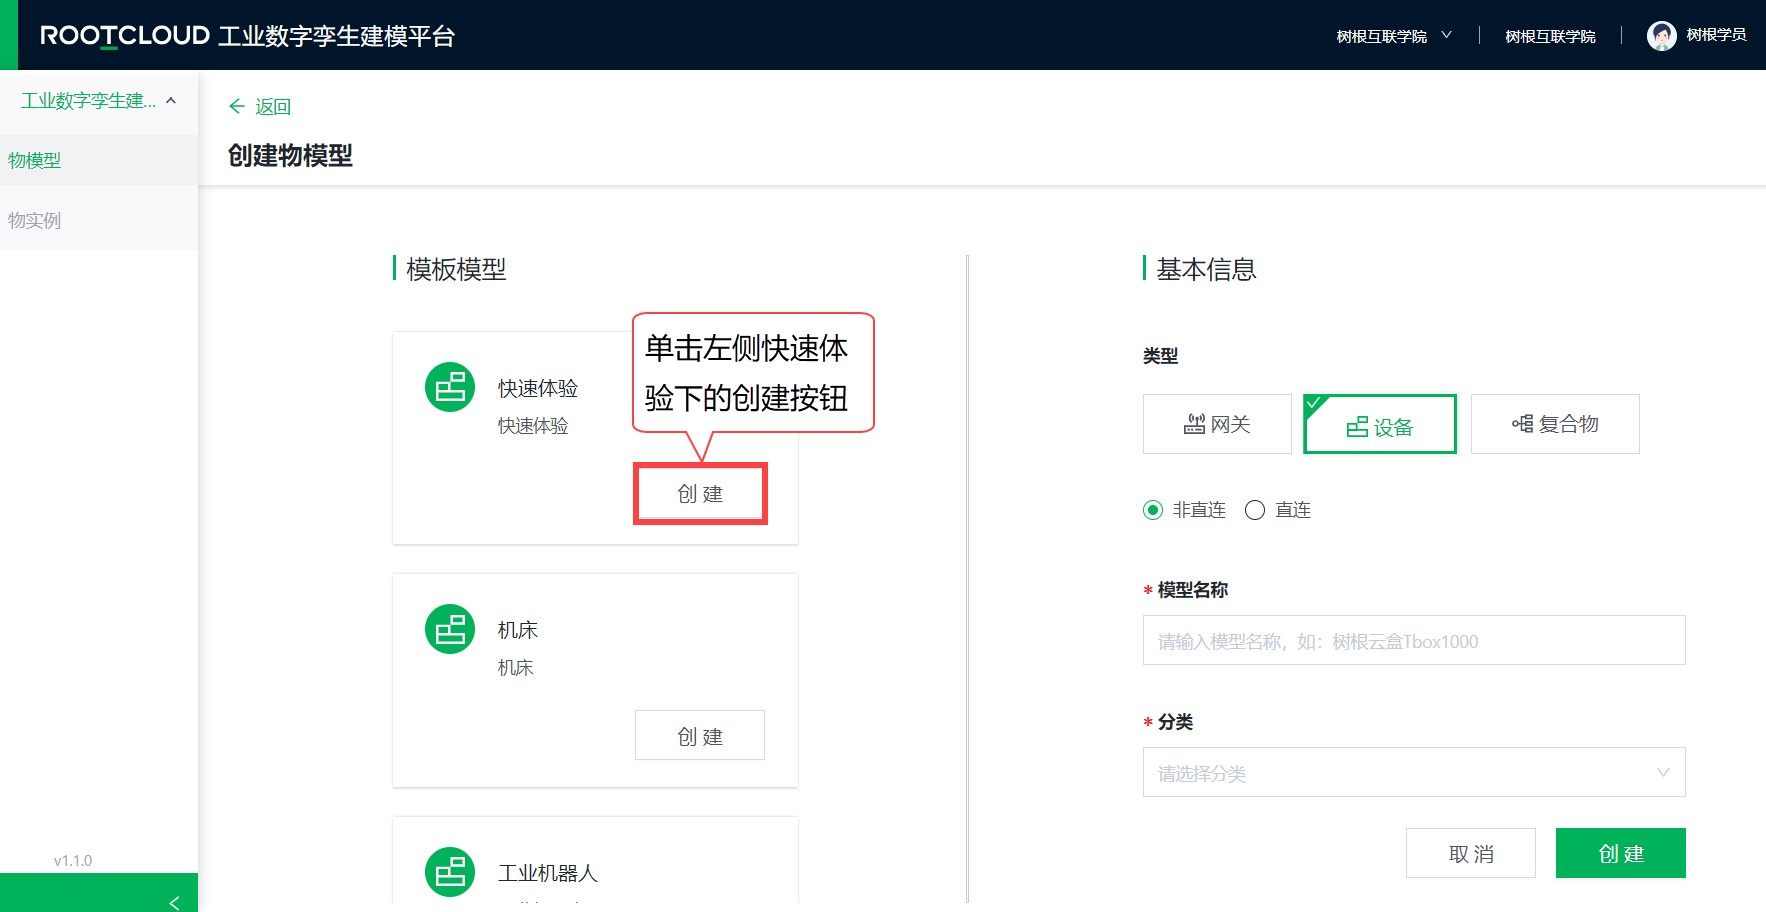 ROOTCLOUD 工业数字孪生建模平台
树根互联学院
树根互联学院
树根学员
工业数字孪生建...
物模型
物实例
v1.1.0
返回
创建物模型
模板模型
快速体验
快速体验
单击左侧快速体
验下的创建按钮
创 建
机床
机床
创 建
工业机器人
基本信息
类型
网关
设备
复合物
非直连
直连
* 模型名称
请输入模型名称，如：树根云盒Tbox1000
* 分类
请选择分类
取 消
创 建